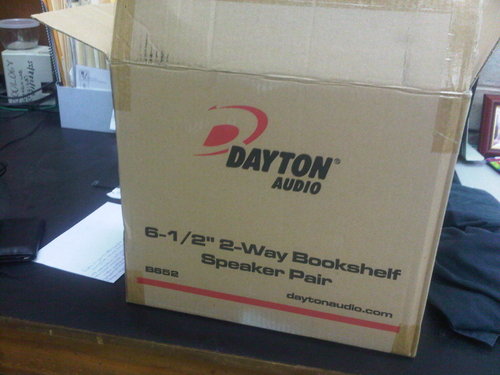 DAYTON®
AUDIO
6-1/2" 2-Way Bookshelf
Speaker Pair
B652
daytonaudio.com